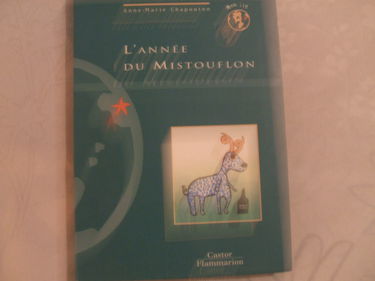 Anne-Marie Chapouton
L'ANNÉE
DU MISTOUFLON
Castor
Flammarion